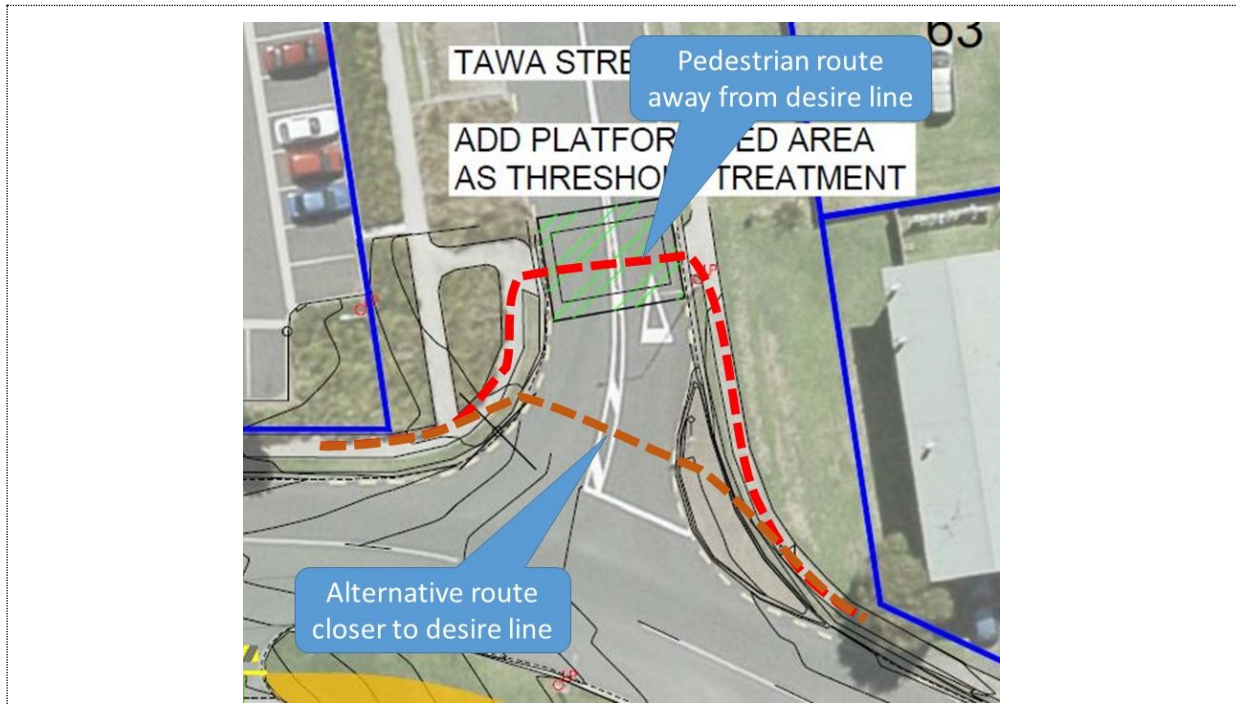 63
TAWA STRE
Pedestrian route
away from desire line
ADD PLATFOR ED AREA
AS THRESHO TREATMENT
Alternative route
closer to desire line